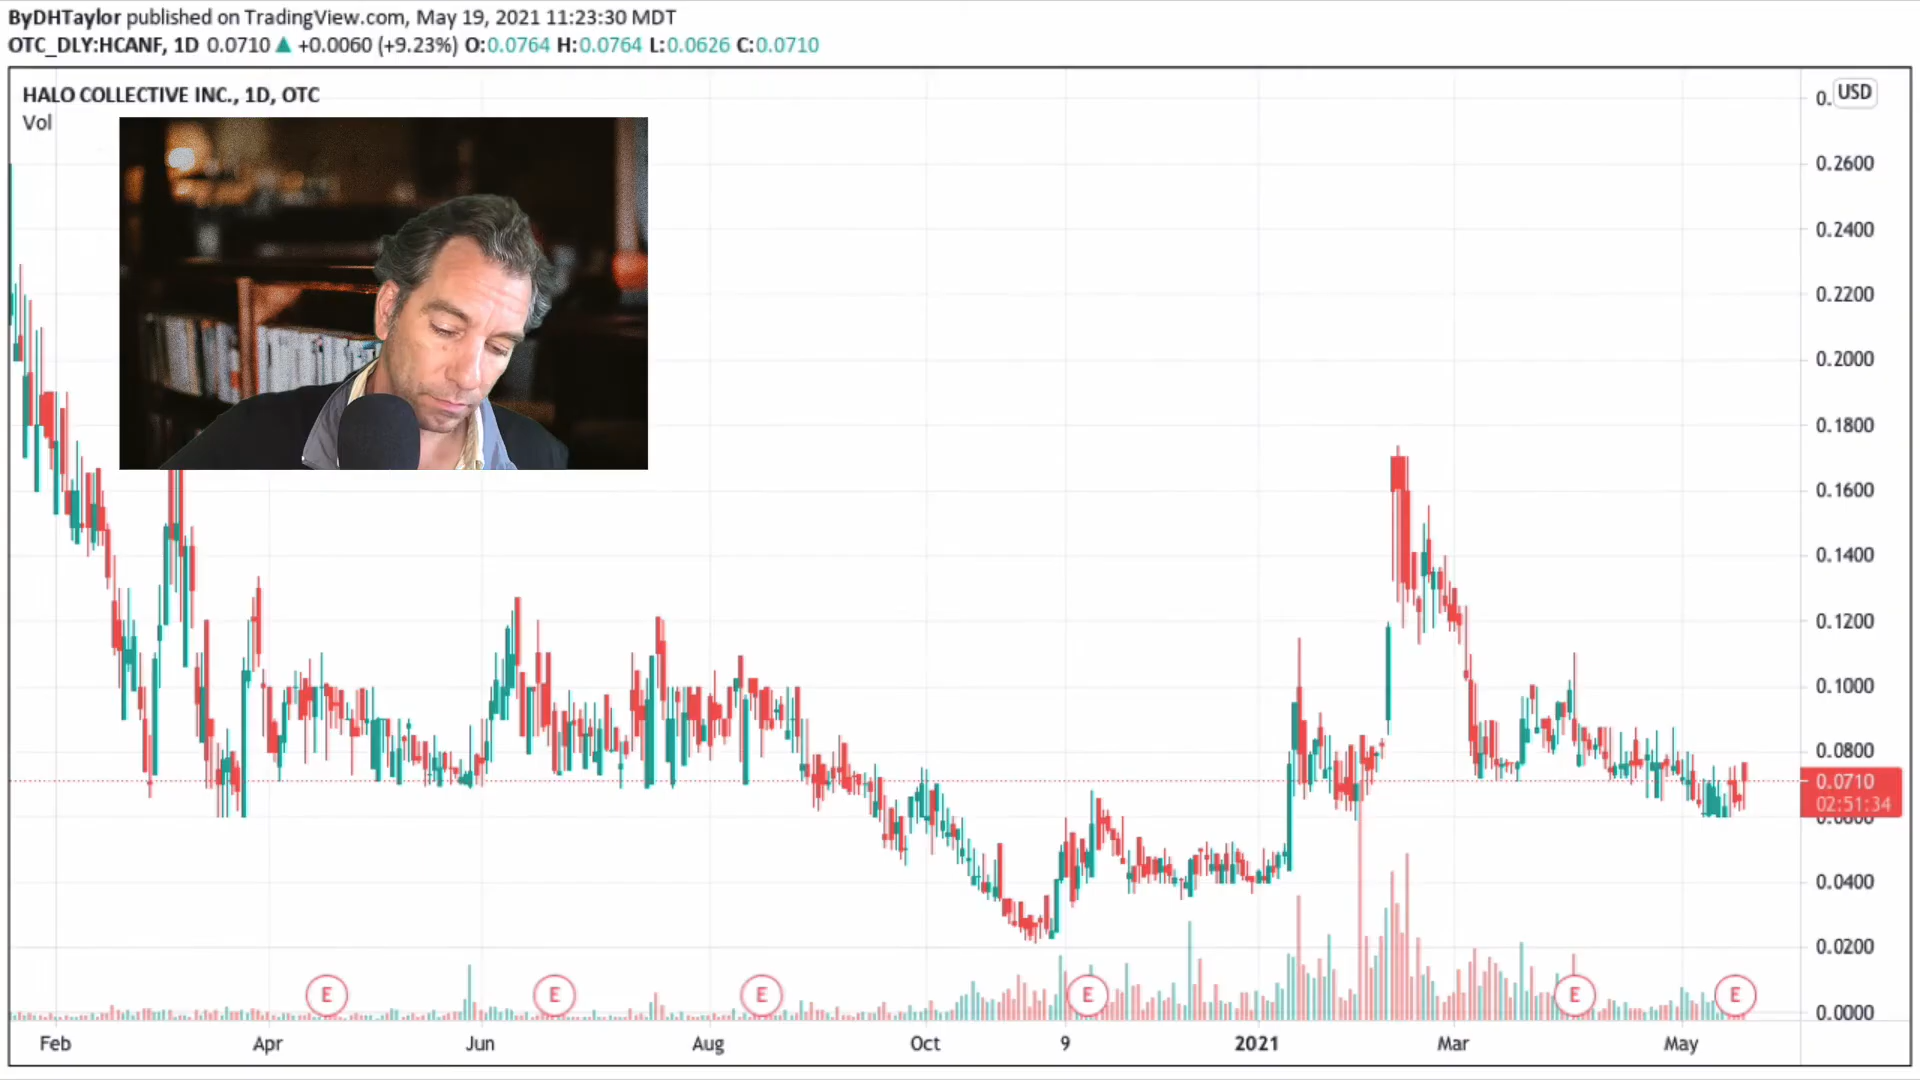 ByDHTaylor published on TradingView.com, May 19, 2021 11:23:30 MDT
OTC_DLY:HCANF, 1D 0.0710 ▲ +0.0060 (+9.23%) O:0.0764 H:0.0764 L:0.0626 C:0.0710
HALO COLLECTIVE INC., 1D, OTC
Vol
0. USD
0.2600
0.2400
0.2200
0.2000
0.1800
0.1600
0.1400
0.1200
0.1000
0.0800
0.0710
02:51:34
0.0600
0.0400
0.0200
E E E E E E
0.0000
Feb Apr Jun Aug Oct 9 2021 Mar May